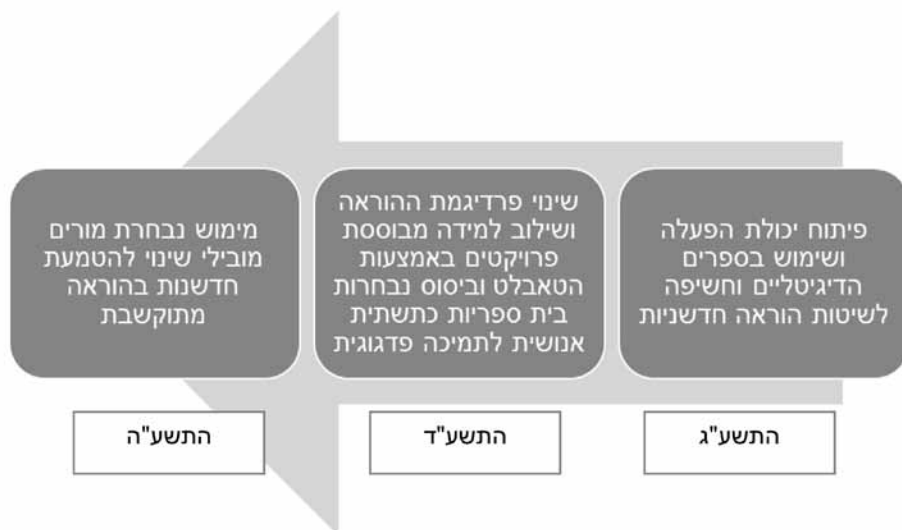 פיתוח יכולת הפעלה
ושימוש בספרים
הדיגיטליים וחשיפה
לשיטות הוראה חדשניות
שינוי פרדיגמת ההוראה
ושילוב למידה מבוססת
פרויקטים באמצעות
הטאבלט וביסוס נבחרות
בית ספריות כתשתית
אנושית לתמיכה פדגוגית
מימוש נבחרת מורים
מובילי שינוי להטמעת
חדשנות בהוראה
מתוקשבת
התשע"ג
התשע"ד
התשע"ה